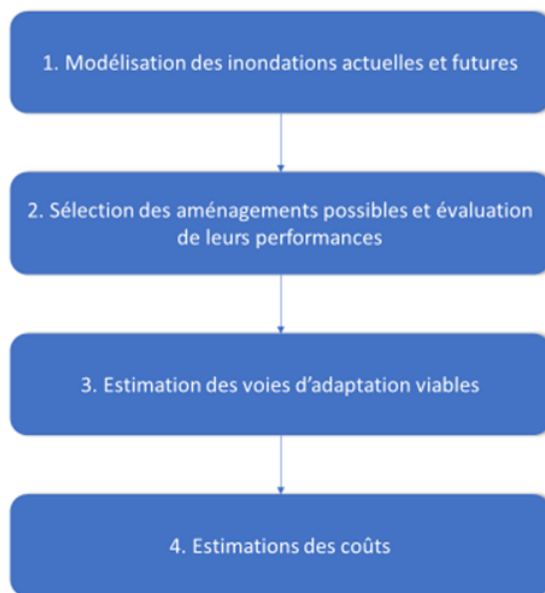 1. Modélisation des inondations actuelles et futures
2. Sélection des aménagements possibles et évaluation
de leurs performances
3. Estimation des voies d'adaptation viables
4. Estimations des coûts